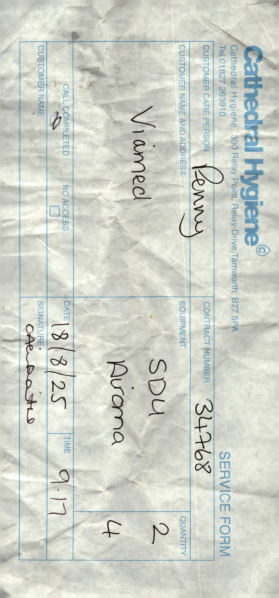 Cathedral Hygiene©
Cathedral Hygiene, 300 Relay Point, Relay Drive, Tamworth. B77 5PA
Tel 01827 263910
SERVICE FORM
CUSTOMER CARE PERSON Penny
CONTRACT NUMBER 34768
CUSTOMER NAME AND ADDRESS
Viamed
EQUIPMENT
QUANTITY
SDU 2
Airoma 4
CALL COMPLETED
NO ACCESS
DATE 18/8/25
TIME 9.17
CUSTOMER NAME
SIGNATURE